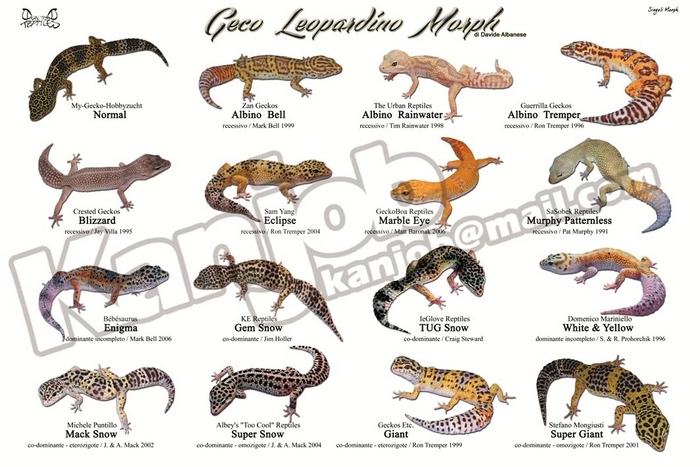 Geco Leopardino Morph
di Davide Albanese
Singoli Morph
My-Gecko-Hobbyzucht
Normal
Zan Geckos
Albino Bell
recessivo / Mark Bell 1999
The Urban Reptiles
Albino Rainwater
recessivo / Tim Rainwater 1998
Guerrilla Geckos
Albino Tremper
recessivo / Ron Tremper 1996
Crested Geckos
Blizzard
recessivo / Jay Villa 1995
Sam Yang
Eclipse
recessivo / Ron Tremper 2004
GeckoBoa Reptiles
Marble Eye
recessivo / Matt Baronak 2006
SaSobek Reptiles
Murphy Patternless
recessivo / Pat Murphy 1991
Bébésaurus
Enigma
dominante incompleto / Mark Bell 2006
KE Reptiles
Gem Snow
co-dominante / Jim Holler
IeGlove Reptiles
TUG Snow
co-dominante / Craig Steward
Domenico Mariniello
White & Yellow
dominante incompleto / S. & R. Prohorchik 1996
Michele Puntillo
Mack Snow
co-dominante - eterozigote / J. & A. Mack 2002
Albey's "Too Cool" Reptiles
Super Snow
co-dominante - omozigote / J. & A. Mack 2004
Geckos Etc.
Giant
co-dominante - eterozigote / Ron Tremper 1999
Stefano Mongiusti
Super Giant
co-dominante - omozigote / Ron Tremper 2001
Kanjob
kanjob@mail.com